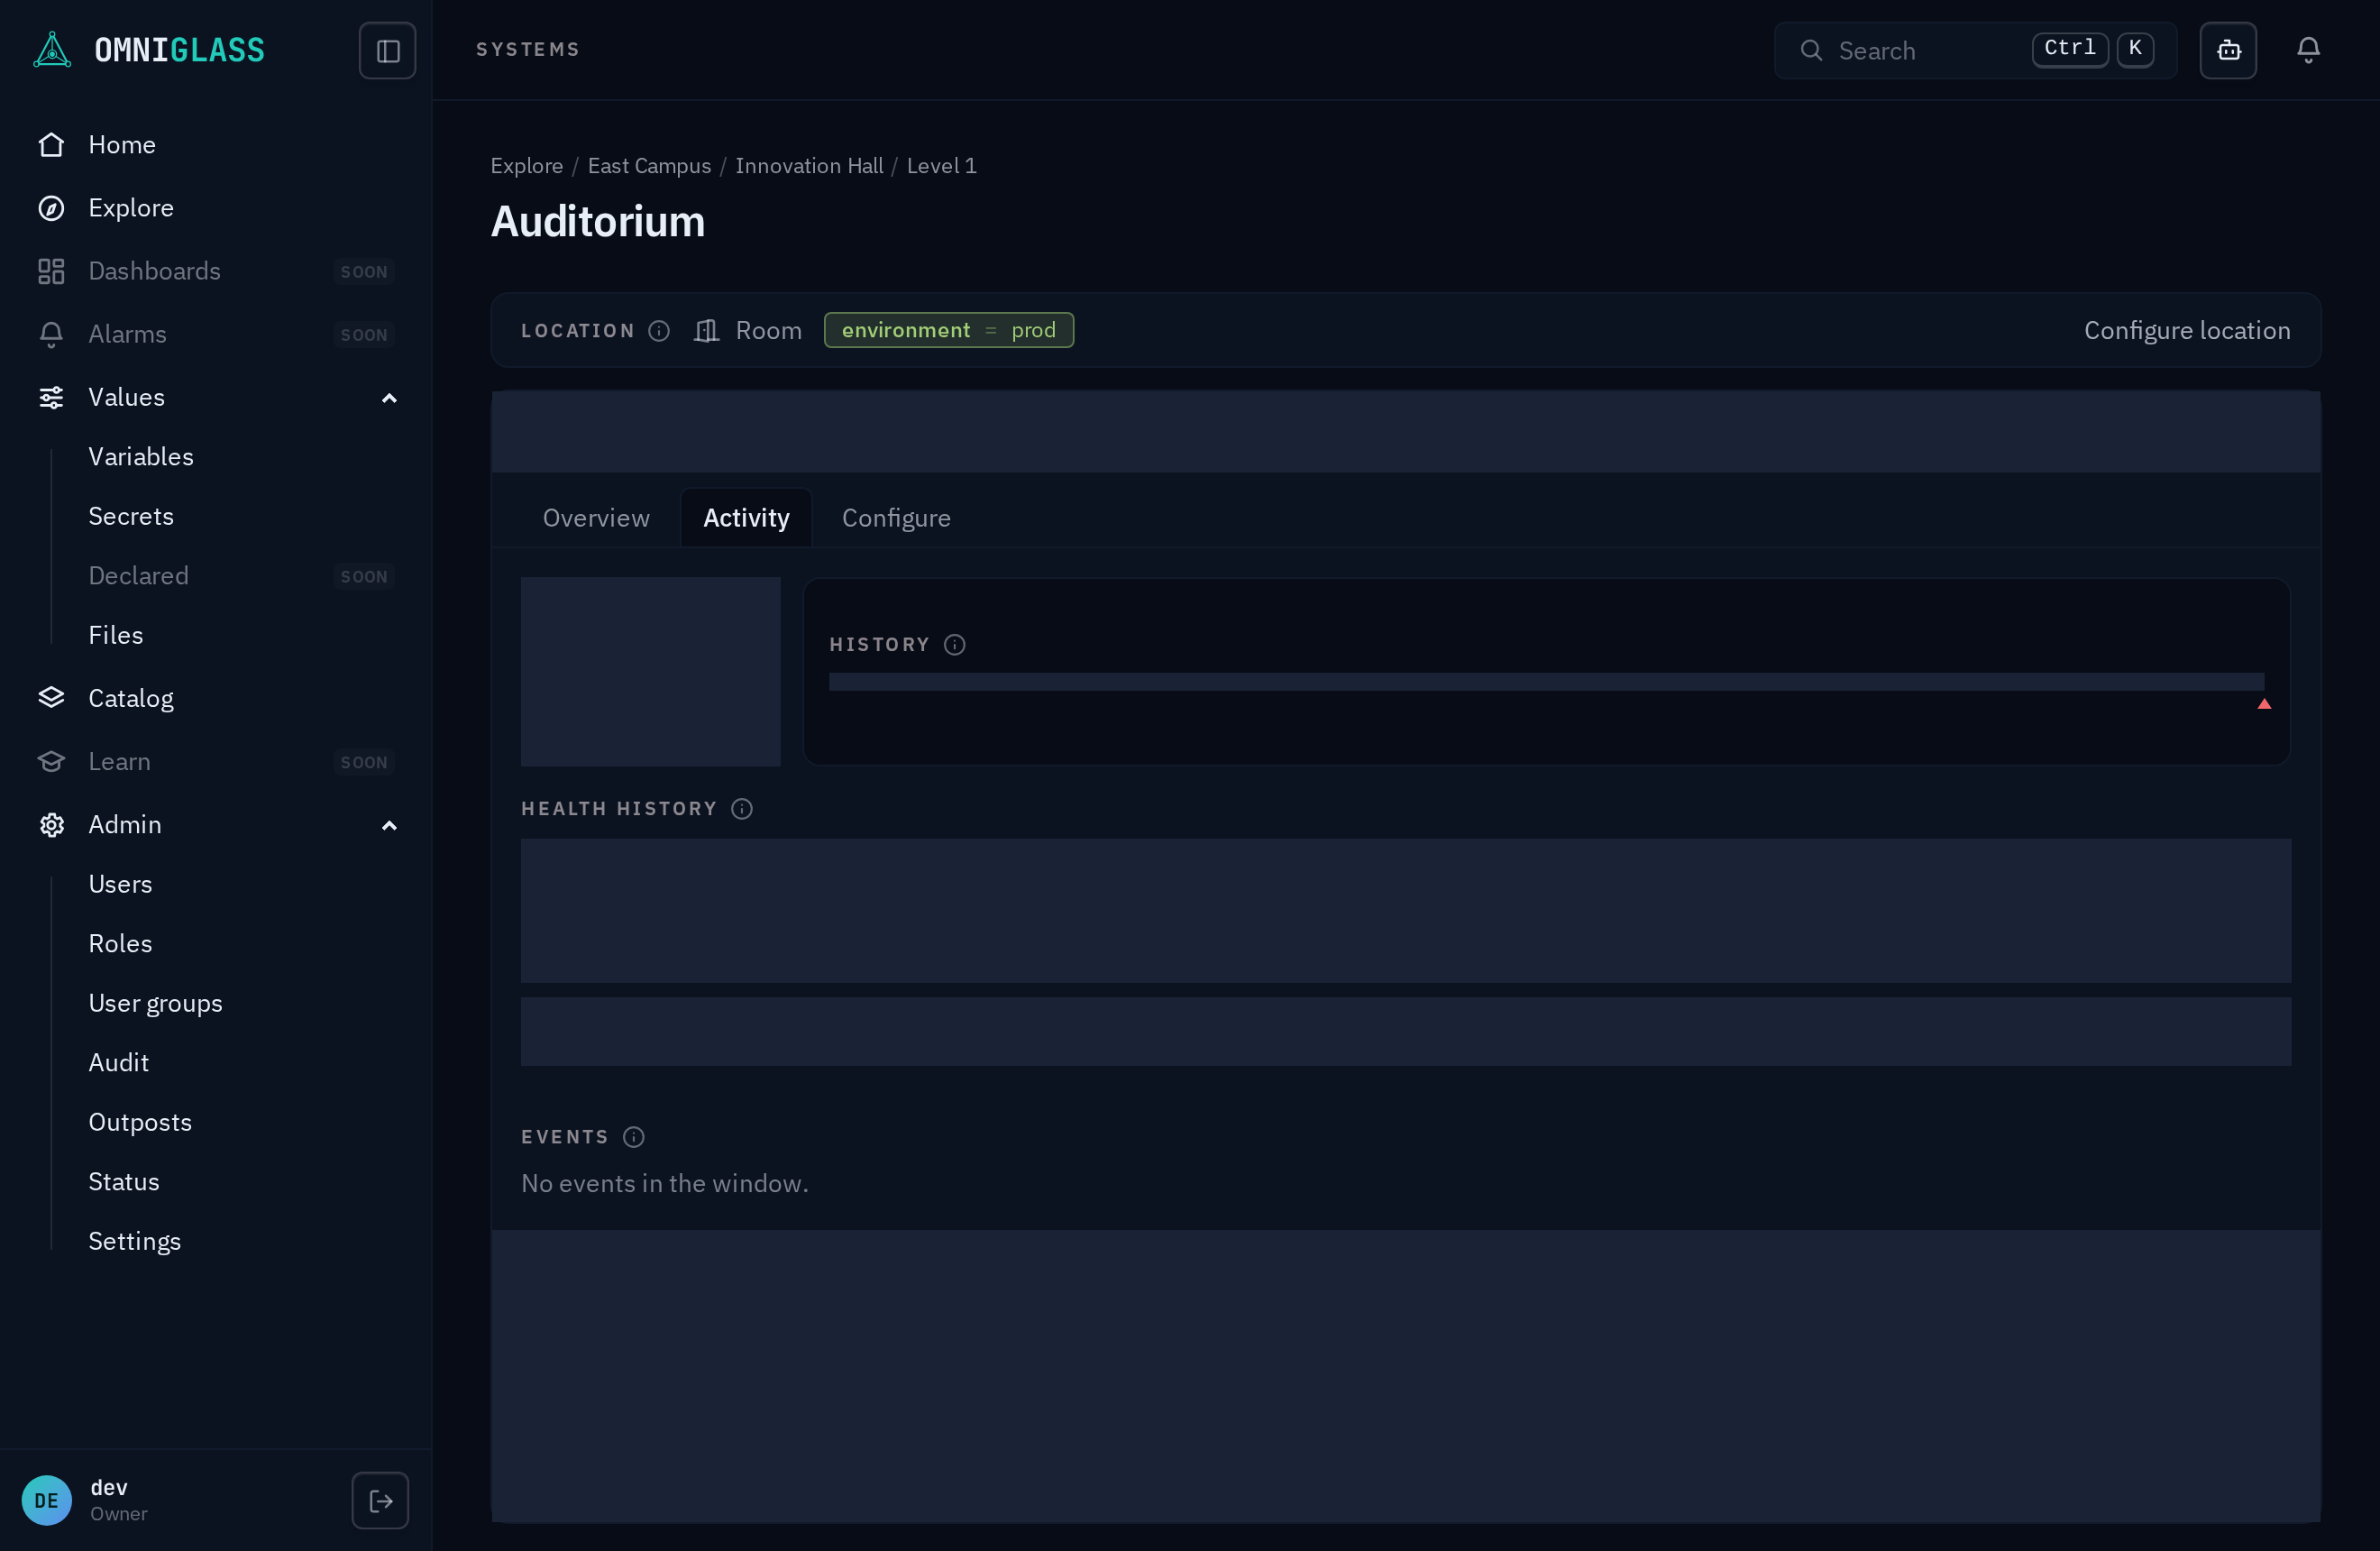 OMNIGLASS
SYSTEMS
Search
Ctrl
K
Home
Explore
Dashboards
SOON
Alarms
SOON
Values
Variables
Secrets
Declared
SOON
Files
Catalog
Learn
SOON
Admin
Users
Roles
User groups
Audit
Outposts
Status
Settings
DE
dev
Owner
Explore / East Campus / Innovation Hall / Level 1
Auditorium
LOCATION
Room
environment = prod
Configure location
Overview
Activity
Configure
HISTORY
HEALTH HISTORY
EVENTS
No events in the window.